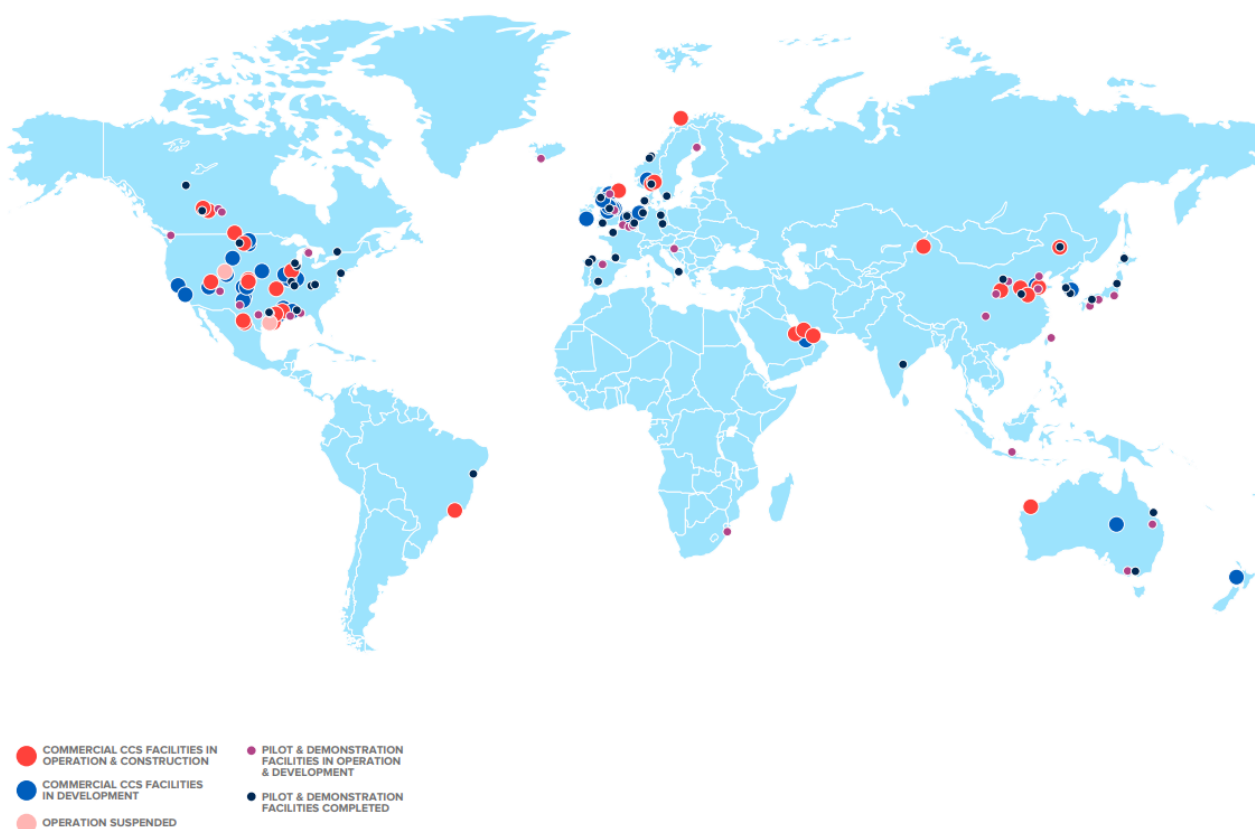 COMMERCIAL CCS FACILITIES IN
OPERATION & CONSTRUCTION
COMMERCIAL CCS FACILITIES
IN DEVELOPMENT
OPERATION SUSPENDED
PILOT & DEMONSTRATION
FACILITIES IN OPERATION
& DEVELOPMENT
PILOT & DEMONSTRATION
FACILITIES COMPLETED